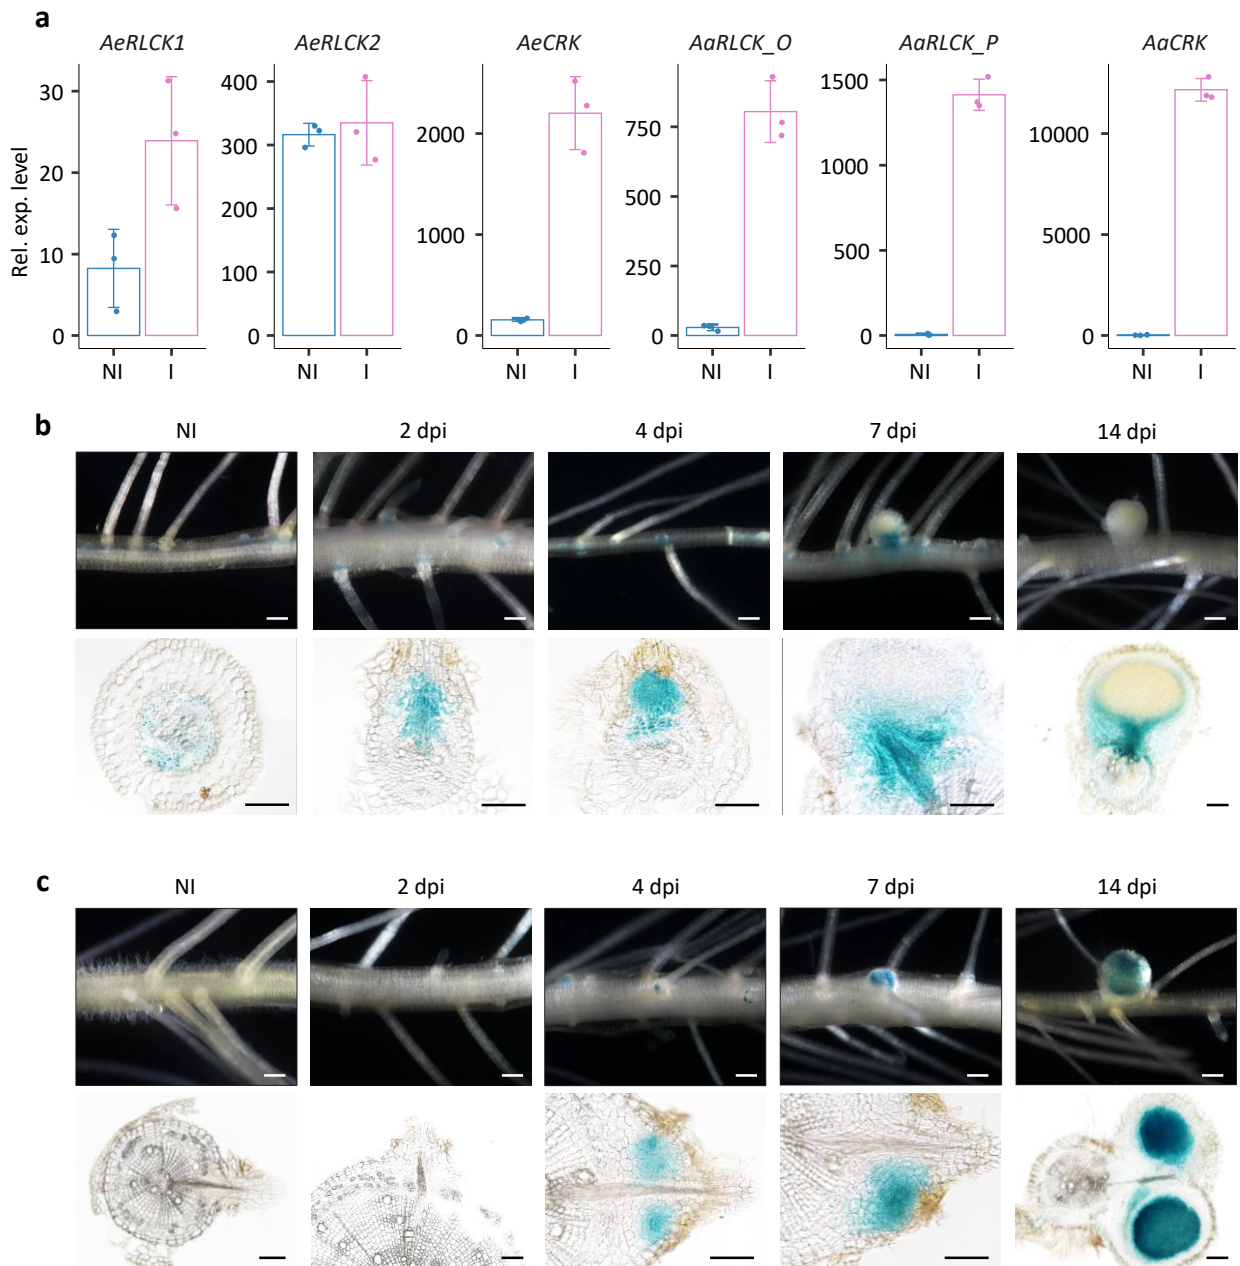 a
AeRLCK1 AeRLCK2 AeCRK AaRLCK_O AaRLCK_P AaCRK
Rel. exp. level
30
20
10
0
400
300
200
100
0
2000
1000
0
750
500
250
0
1500
1000
500
0
10000
5000
0
NI I NI I NI I NI I NI I NI I
b
NI 2 dpi 4 dpi 7 dpi 14 dpi
c
NI 2 dpi 4 dpi 7 dpi 14 dpi